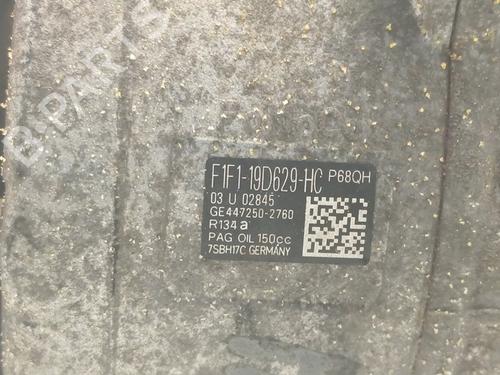 B-PARTS
F1F1-19D629-HC P68QH
03 U 02845
GE447250-2760
R134a
PAG OIL 150cc
7SBH17C GERMANY